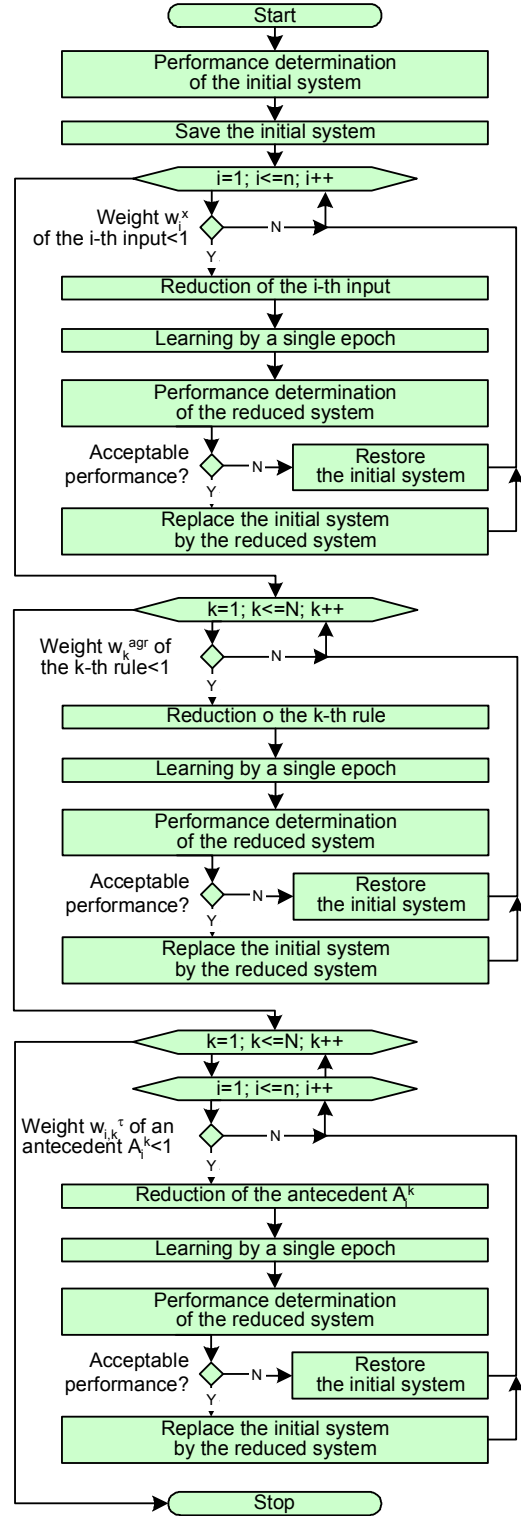 Start
Performance determination
of the initial system
Save the initial system
i=1; i<=n; i++
Weight wᵢˣ
of the i-th input<1
N
Y
Reduction of the i-th input
Learning by a single epoch
Performance determination
of the reduced system
Acceptable
performance?
N
Restore
the initial system
Y
Replace the initial system
by the reduced system
k=1; k<=N; k++
Weight wₖᵃᵍʳ of
the k-th rule<1
N
Y
Reduction o the k-th rule
Learning by a single epoch
Performance determination
of the reduced system
Acceptable
performance?
N
Restore
the initial system
Y
Replace the initial system
by the reduced system
k=1; k<=N; k++
i=1; i<=n; i++
Weight w_{i,k}^τ of an
antecedent Aᵢᵏ<1
N
Y
Reduction of the antecedent Aᵢᵏ
Learning by a single epoch
Performance determination
of the reduced system
Acceptable
performance?
N
Restore
the initial system
Y
Replace the initial system
by the reduced system
Stop